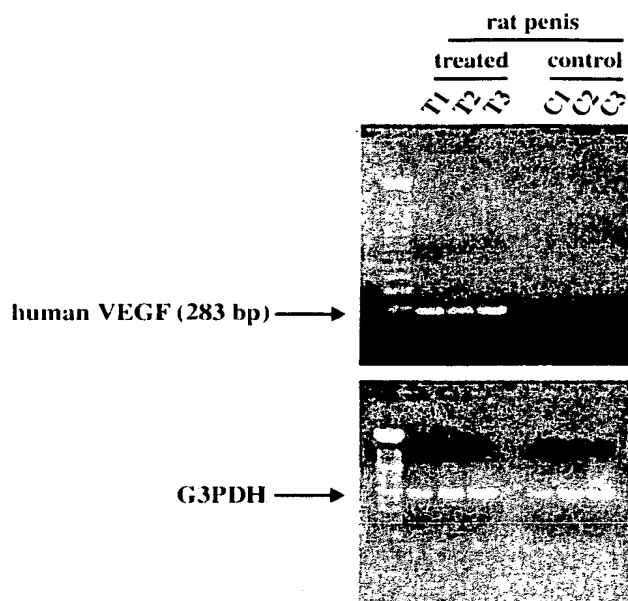 rat penis
treated control
T1 T2 T3 C1 C2 C3
human VEGF (283 bp)
G3PDH